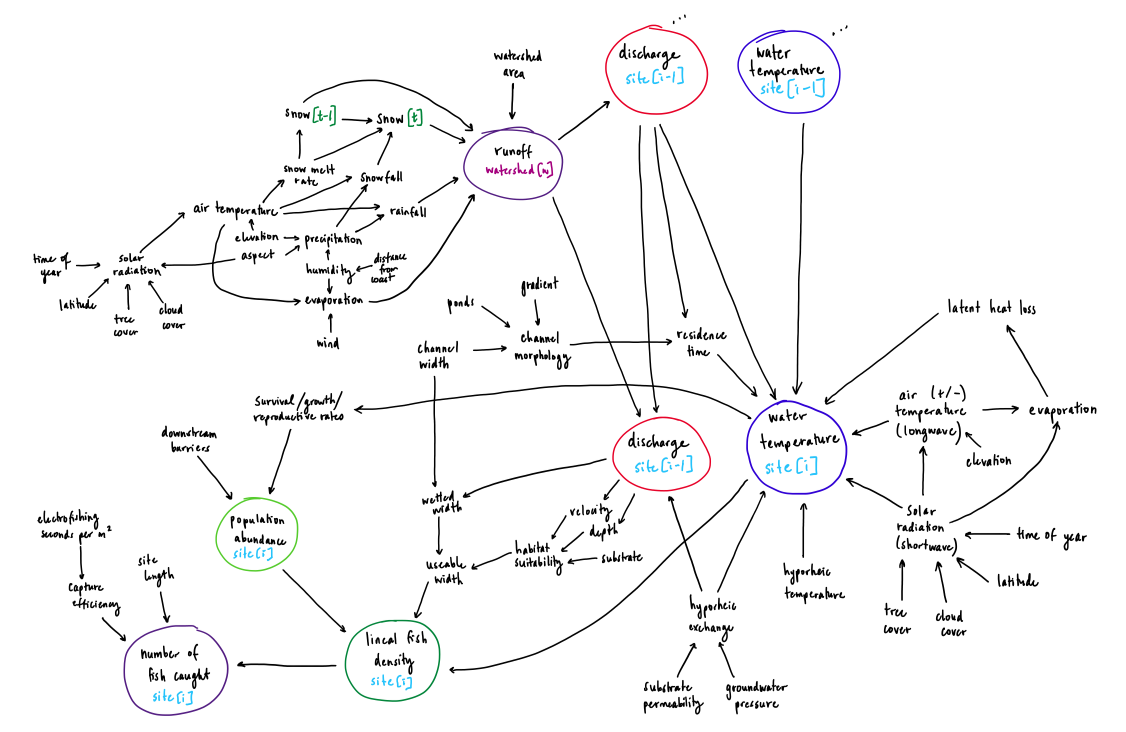 ...
...
discharge
site[i-1]
water
temperature
site[i-1]
watershed
area
snow[t-1]
snow[t]
runoff
watershed[w]
snow melt
rate
snowfall
air temperature
rainfall
elevation
precipitation
aspect
time of
year
solar
radiation
humidity
distance
from
coast
latitude
tree
cover
cloud
cover
evaporation
wind
ponds
gradient
channel
width
channel
morphology
residence
time
latent heat loss
air (+/-)
temperature
(longwave)
evaporation
elevation
survival/growth/
reproductive rates
water
temperature
site[i]
discharge
site[i-1]
downstream
barriers
wetted
width
velocity
depth
habitat
suitability
substrate
useable
width
population
abundance
site[i]
electrofishing
seconds per m²
site
length
capture
efficiency
solar
radiation
(shortwave)
time of year
latitude
tree
cover
cloud
cover
hyporheic
temperature
hyporheic
exchange
substrate
permeability
groundwater
pressure
lineal fish
density
site[i]
number of
fish caught
site[i]